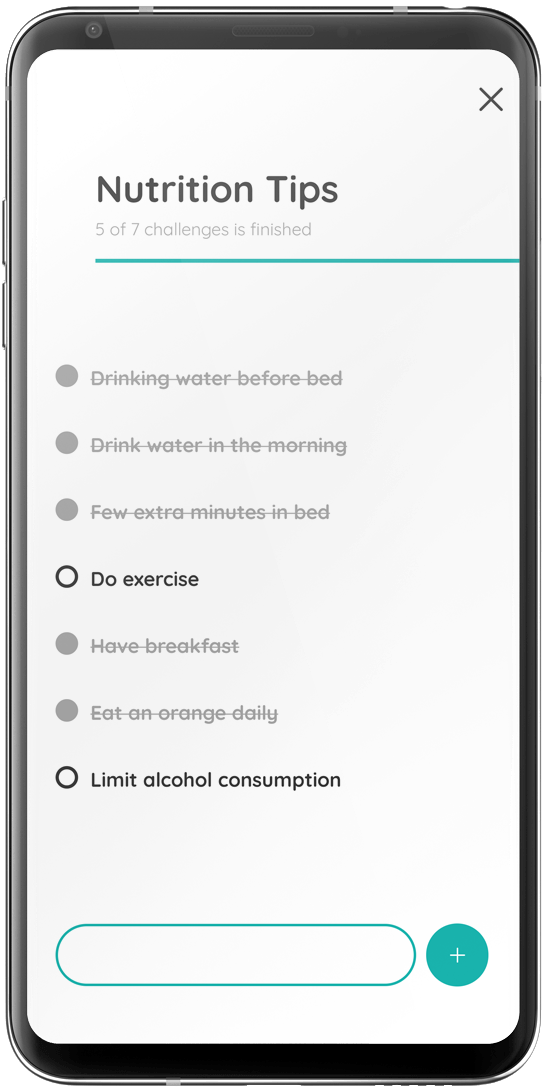 Nutrition Tips
5 of 7 challenges is finished
Drinking water before bed
Drink water in the morning
Few extra minutes in bed
Do exercise
Have breakfast
Eat an orange daily
Limit alcohol consumption
+